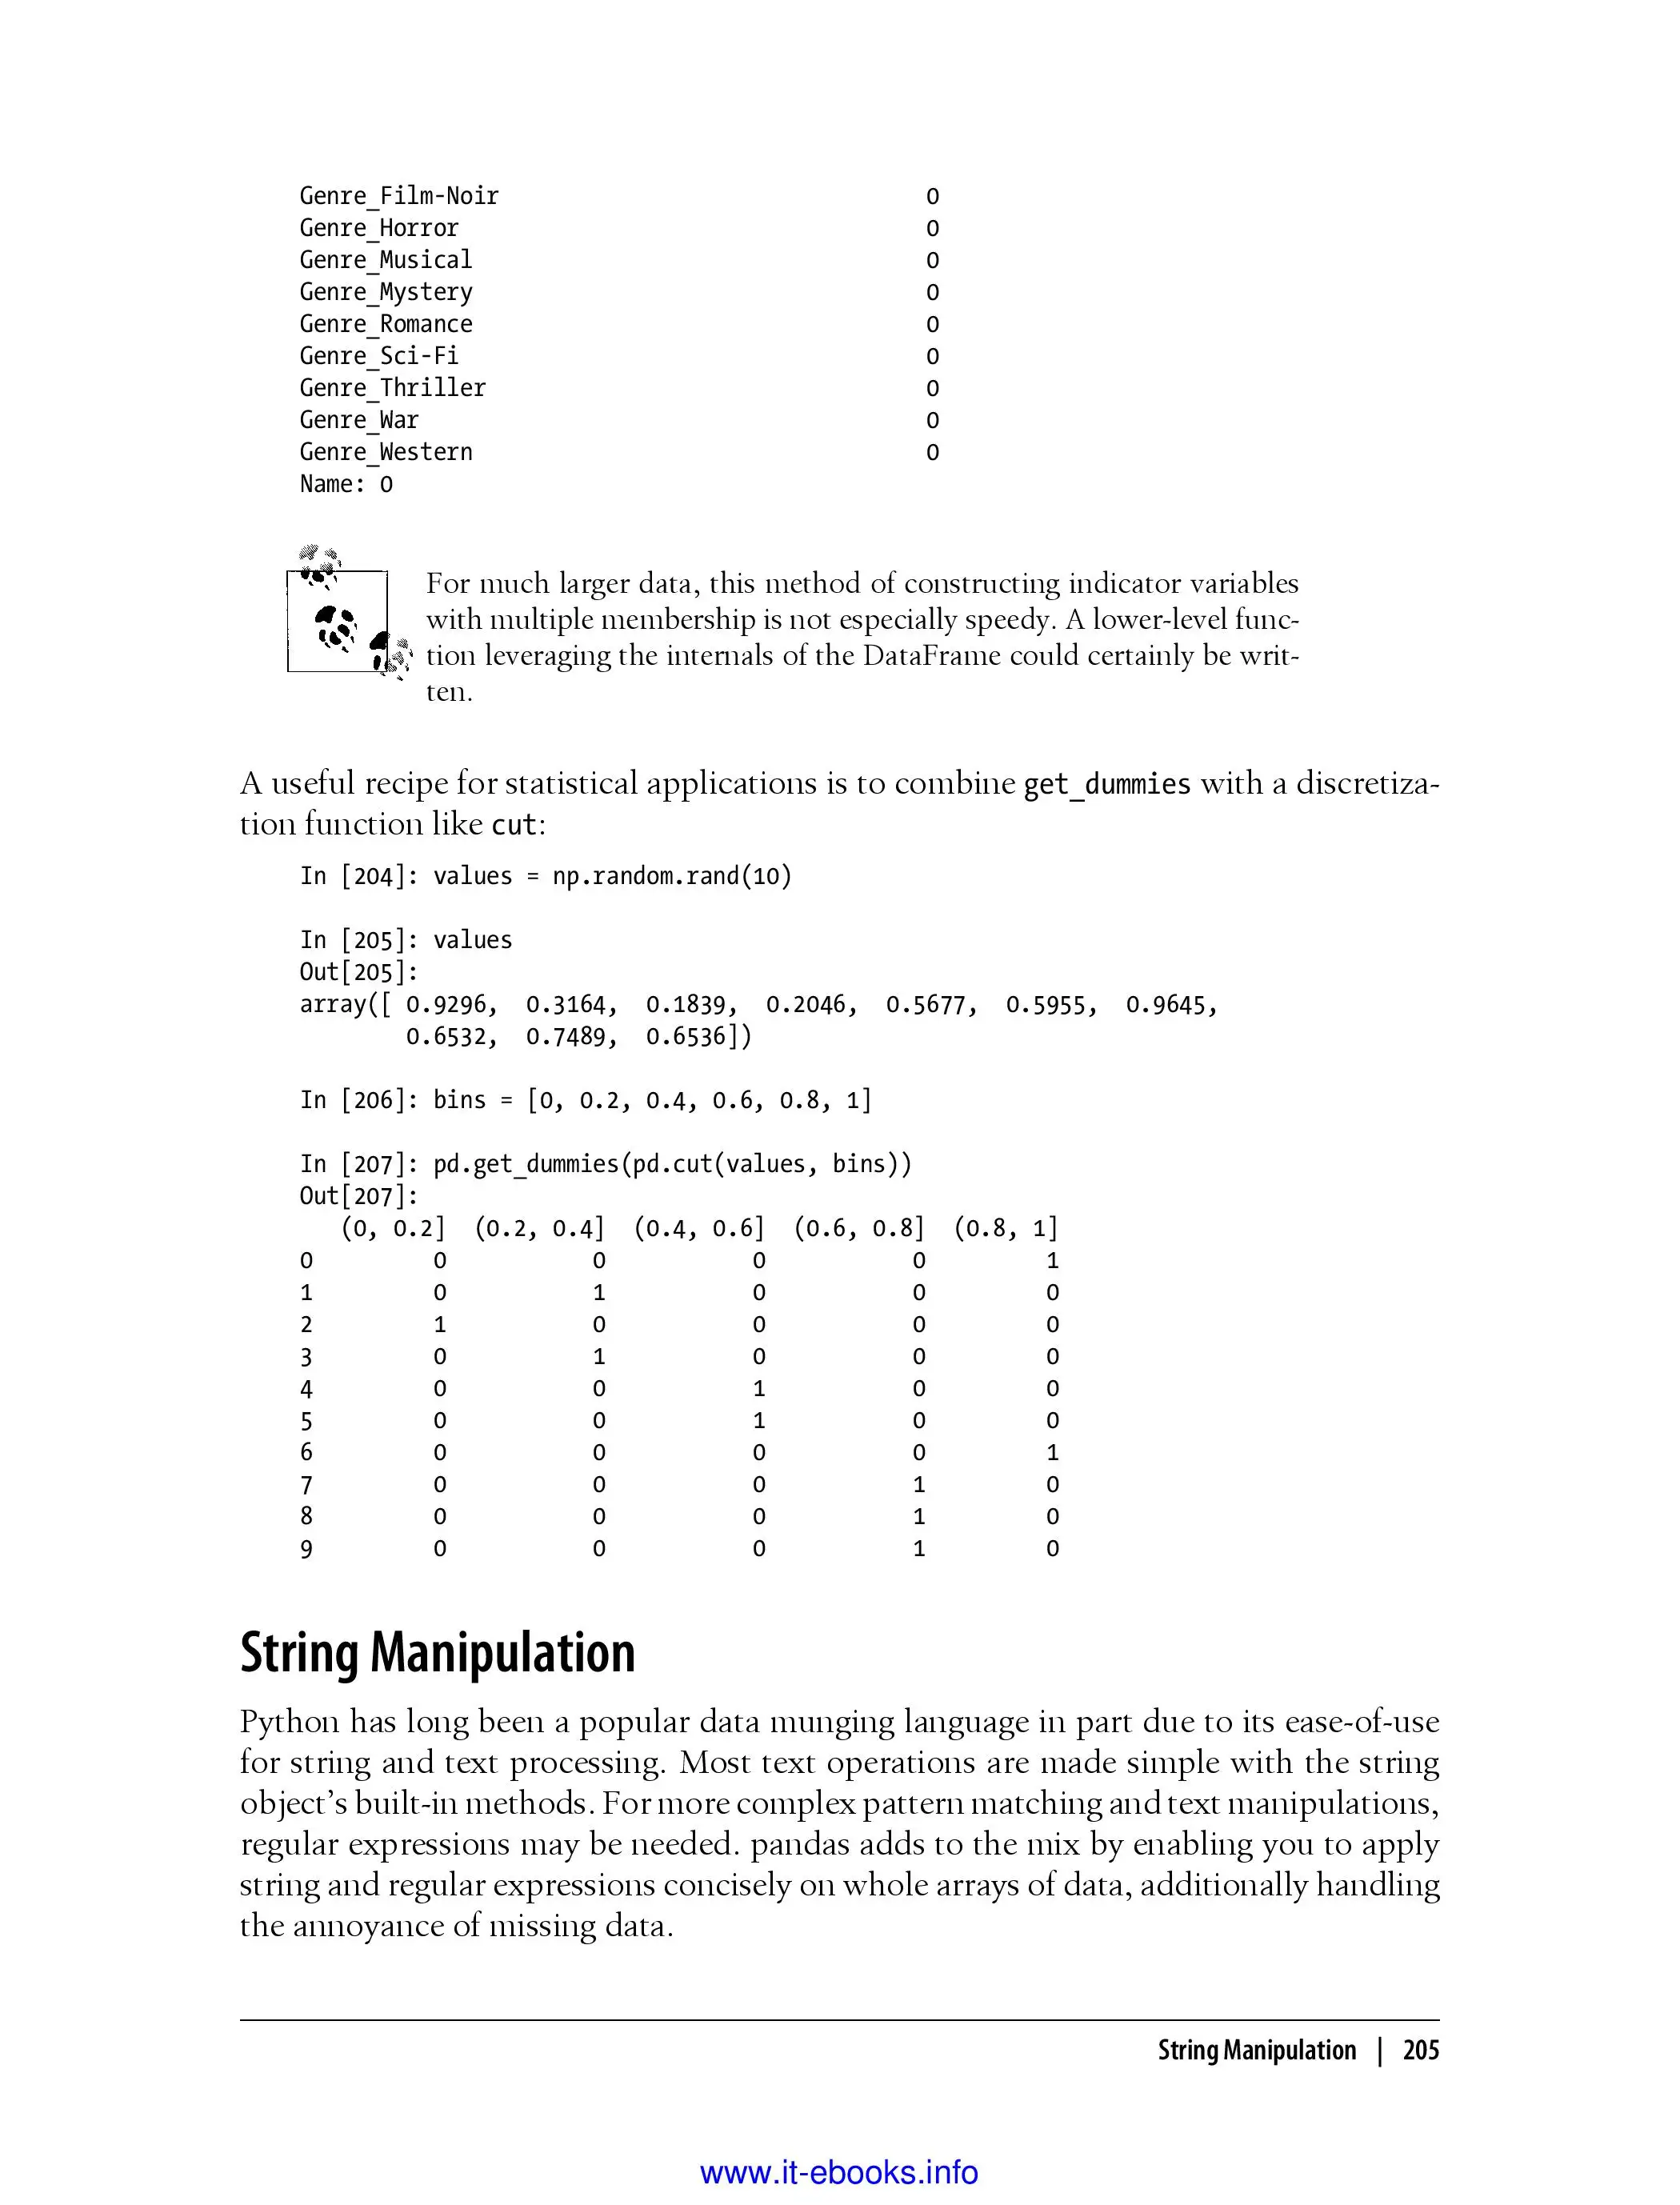 Genre_Film-Noir 0
Genre_Horror 0
Genre_Musical 0
Genre_Mystery 0
Genre_Romance 0
Genre_Sci-Fi 0
Genre_Thriller 0
Genre_War 0
Genre_Western 0
Name: 0
For much larger data, this method of constructing indicator variables
with multiple membership is not especially speedy. A lower-level func-
tion leveraging the internals of the DataFrame could certainly be writ-
ten.
A useful recipe for statistical applications is to combine get_dummies with a discretiza-
tion function like cut:
In [204]: values = np.random.rand(10)
In [205]: values
Out[205]:
array([ 0.9296, 0.3164, 0.1839, 0.2046, 0.5677, 0.5955, 0.9645,
0.6532, 0.7489, 0.6536])
In [206]: bins = [0, 0.2, 0.4, 0.6, 0.8, 1]
In [207]: pd.get_dummies(pd.cut(values, bins))
Out[207]:
(0, 0.2] (0.2, 0.4] (0.4, 0.6] (0.6, 0.8] (0.8, 1]
0 0 0 0 0 1
1 0 1 0 0 0
2 1 0 0 0 0
3 0 1 0 0 0
4 0 0 1 0 0
5 0 0 1 0 0
6 0 0 0 0 1
7 0 0 0 1 0
8 0 0 0 1 0
9 0 0 0 1 0
String Manipulation
Python has long been a popular data munging language in part due to its ease-of-use
for string and text processing. Most text operations are made simple with the string
object’s built-in methods. For more complex pattern matching and text manipulations,
regular expressions may be needed. pandas adds to the mix by enabling you to apply
string and regular expressions concisely on whole arrays of data, additionally handling
the annoyance of missing data.
String Manipulation | 205
www.it-ebooks.info